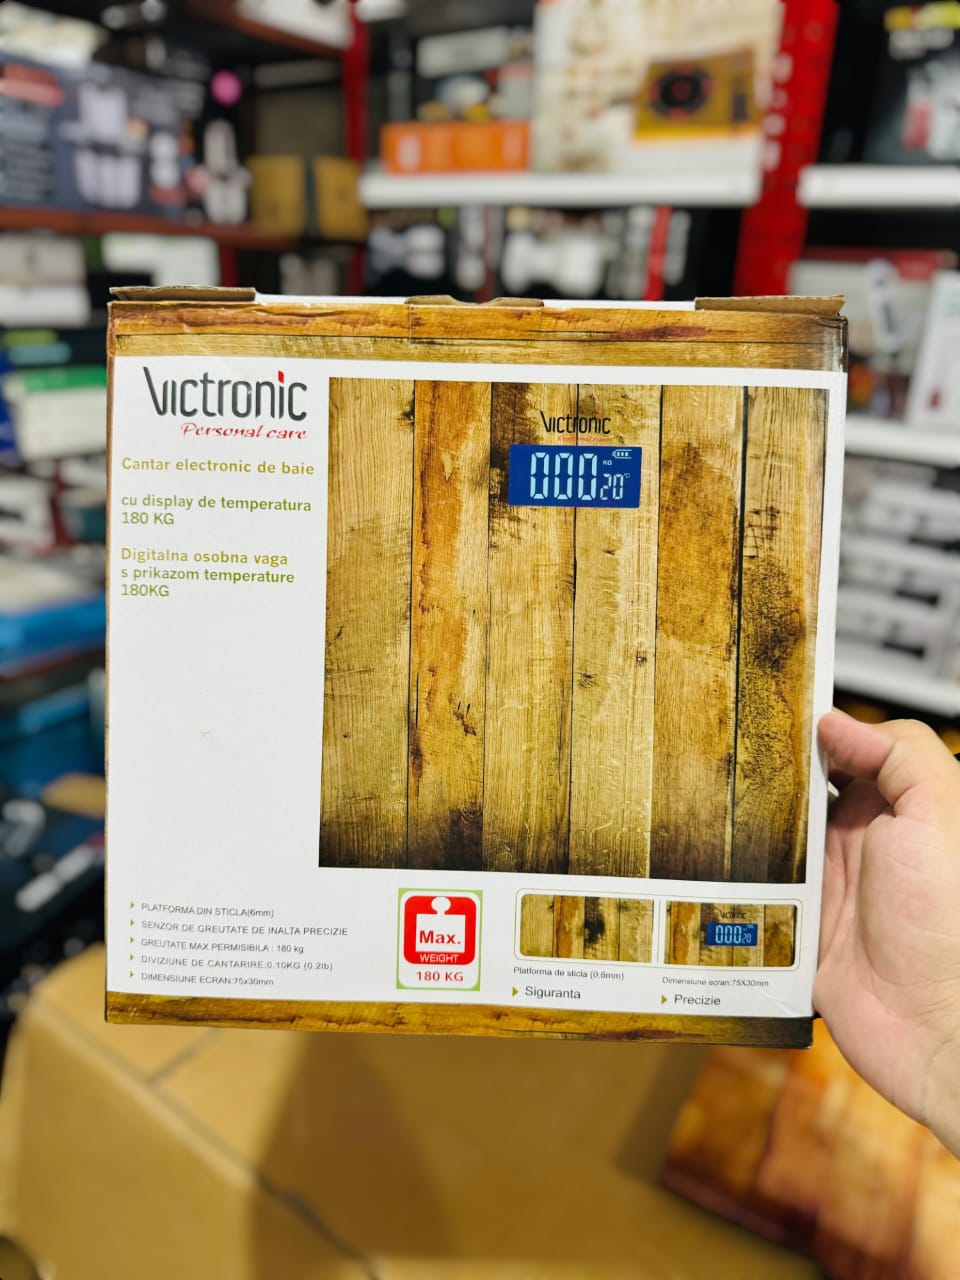 Victronic
Personal care
Cantar electronic de baie
cu display de temperatura
180 KG
Digitalna osobna vaga
s prikazom temperature
180KG
Victronic
000 KG 20°C
PLATFORMA DIN STICLA(6mm)
SENZOR DE GREUTATE DE INALTA PRECIZIE
GREUTATE MAX PERMISIBILA : 180 kg
DIVIZIUNE DE CANTARIRE:0.10KG (0.2lb)
DIMENSIUNE ECRAN:75x30mm
Max.
WEIGHT
180 KG
Platforma de sticla (0.6mm)
Siguranta
Victronic
00020
Dimensiune ecran:75X30mm
Precizie